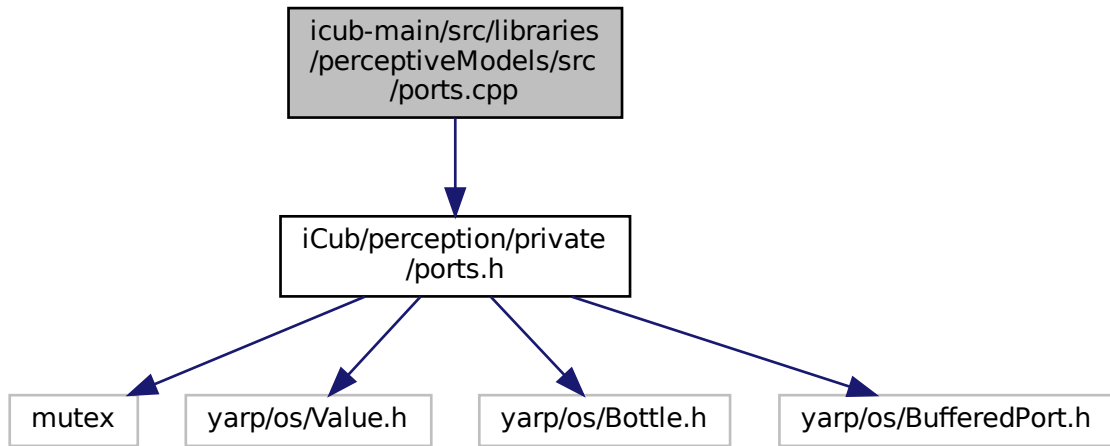 icub-main/src/libraries
/perceptiveModels/src
/ports.cpp
iCub/perception/private
/ports.h
mutex
yarp/os/Value.h
yarp/os/Bottle.h
yarp/os/BufferedPort.h